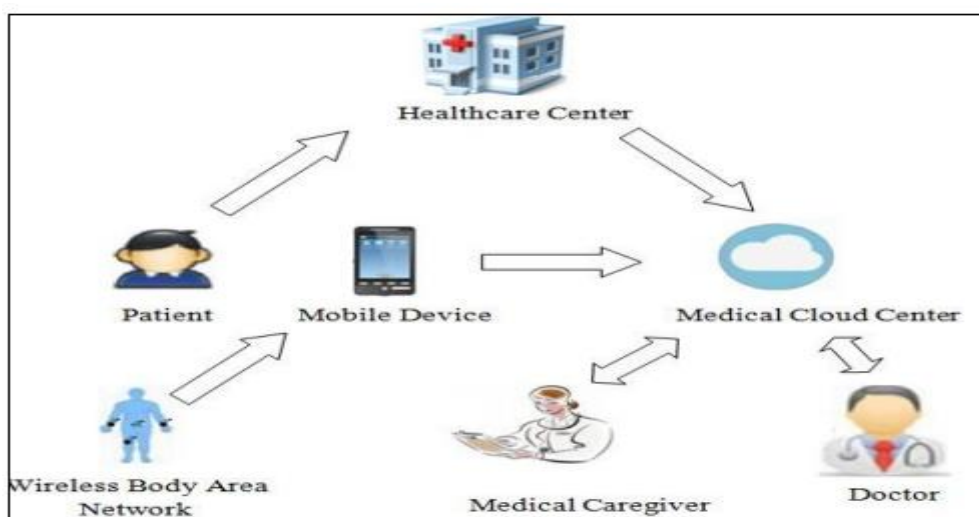 Healthcare Center
Patient
Mobile Device
Medical Cloud Center
Wireless Body Area
Network
Medical Caregiver
Doctor